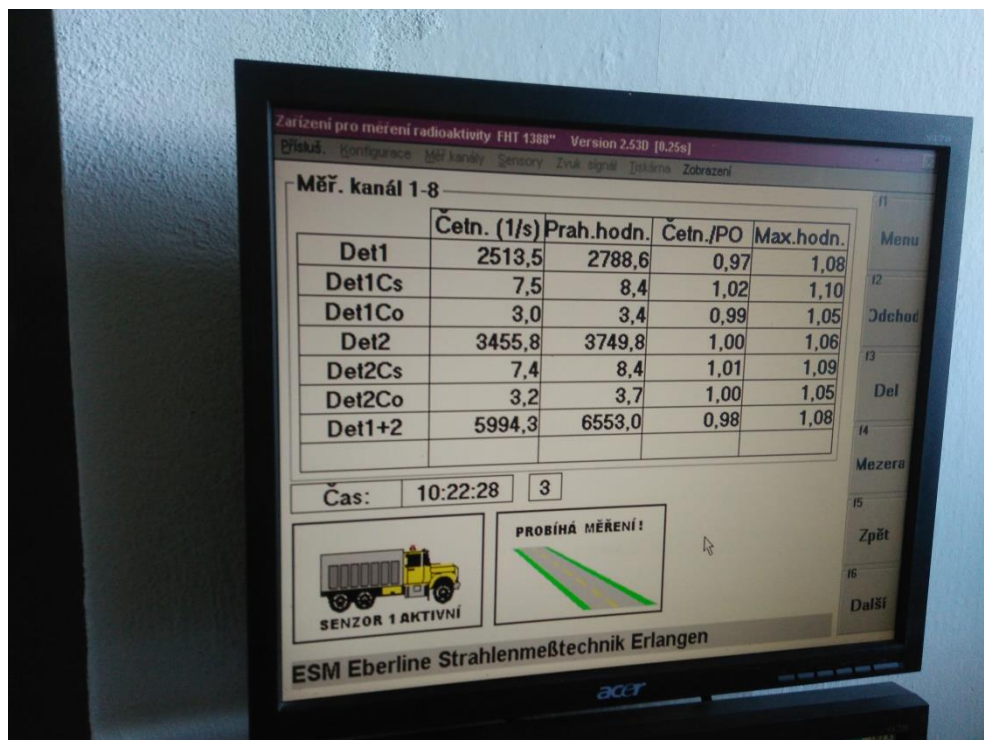 Zarízení pro měření radioaktivity FHT 1388" Version 2.53D [0.25s]
Přísluš. Konfigurace Měř.kanály Sensory Zvuk. signál Tiskárna Zobrazení
Měř. kanál 1-8
Četn. (1/s) Prah.hodn. Četn./PO Max.hodn.
Det1 2513,5 2788,6 0,97 1,08
Det1Cs 7,5 8,4 1,02 1,10
Det1Co 3,0 3,4 0,99 1,05
Det2 3455,8 3749,8 1,00 1,06
Det2Cs 7,4 8,4 1,01 1,09
Det2Co 3,2 3,7 1,00 1,05
Det1+2 5994,3 6553,0 0,98 1,08
Čas: 10:22:28 3
SENZOR 1 AKTIVNÍ
PROBÍHÁ MĚŘENÍ!
ESM Eberline Strahlenmeßtechnik Erlangen
f1
Menu
f2
Odchod
f3
Del
f4
Mezera
f5
Zpět
f6
Další
acer